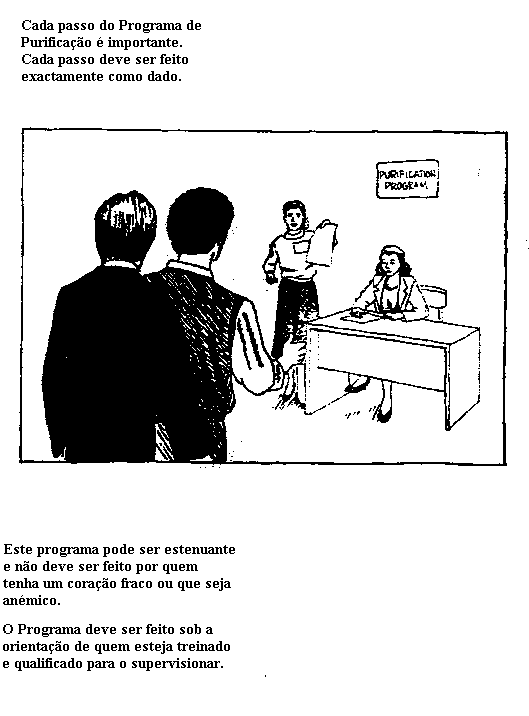 Cada passo do Programa de
Purificação é importante.
Cada passo deve ser feito
exactamente como dado.
PURIFICATION
PROGRAM
Este programa pode ser estenuante
e não deve ser feito por quem
tenha um coração fraco ou que seja
anémico.
O Programa deve ser feito sob a
orientação de quem esteja treinado
e qualificado para o supervisionar.